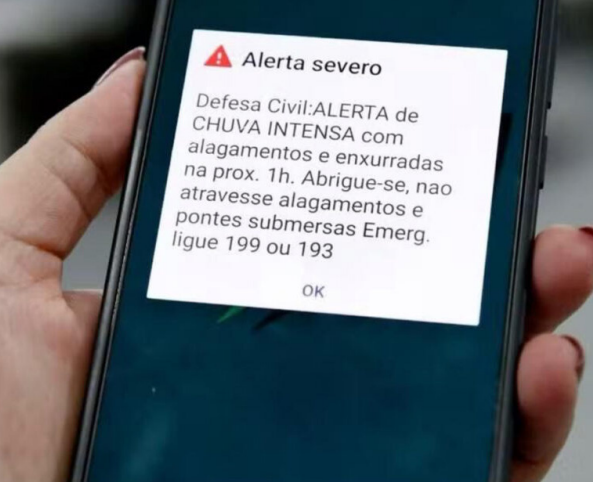 Alerta severo
Defesa Civil:ALERTA de
CHUVA INTENSA com
alagamentos e enxurradas
na prox. 1h. Abrigue-se, nao
atravesse alagamentos e
pontes submersas Emerg.
ligue 199 ou 193
OK